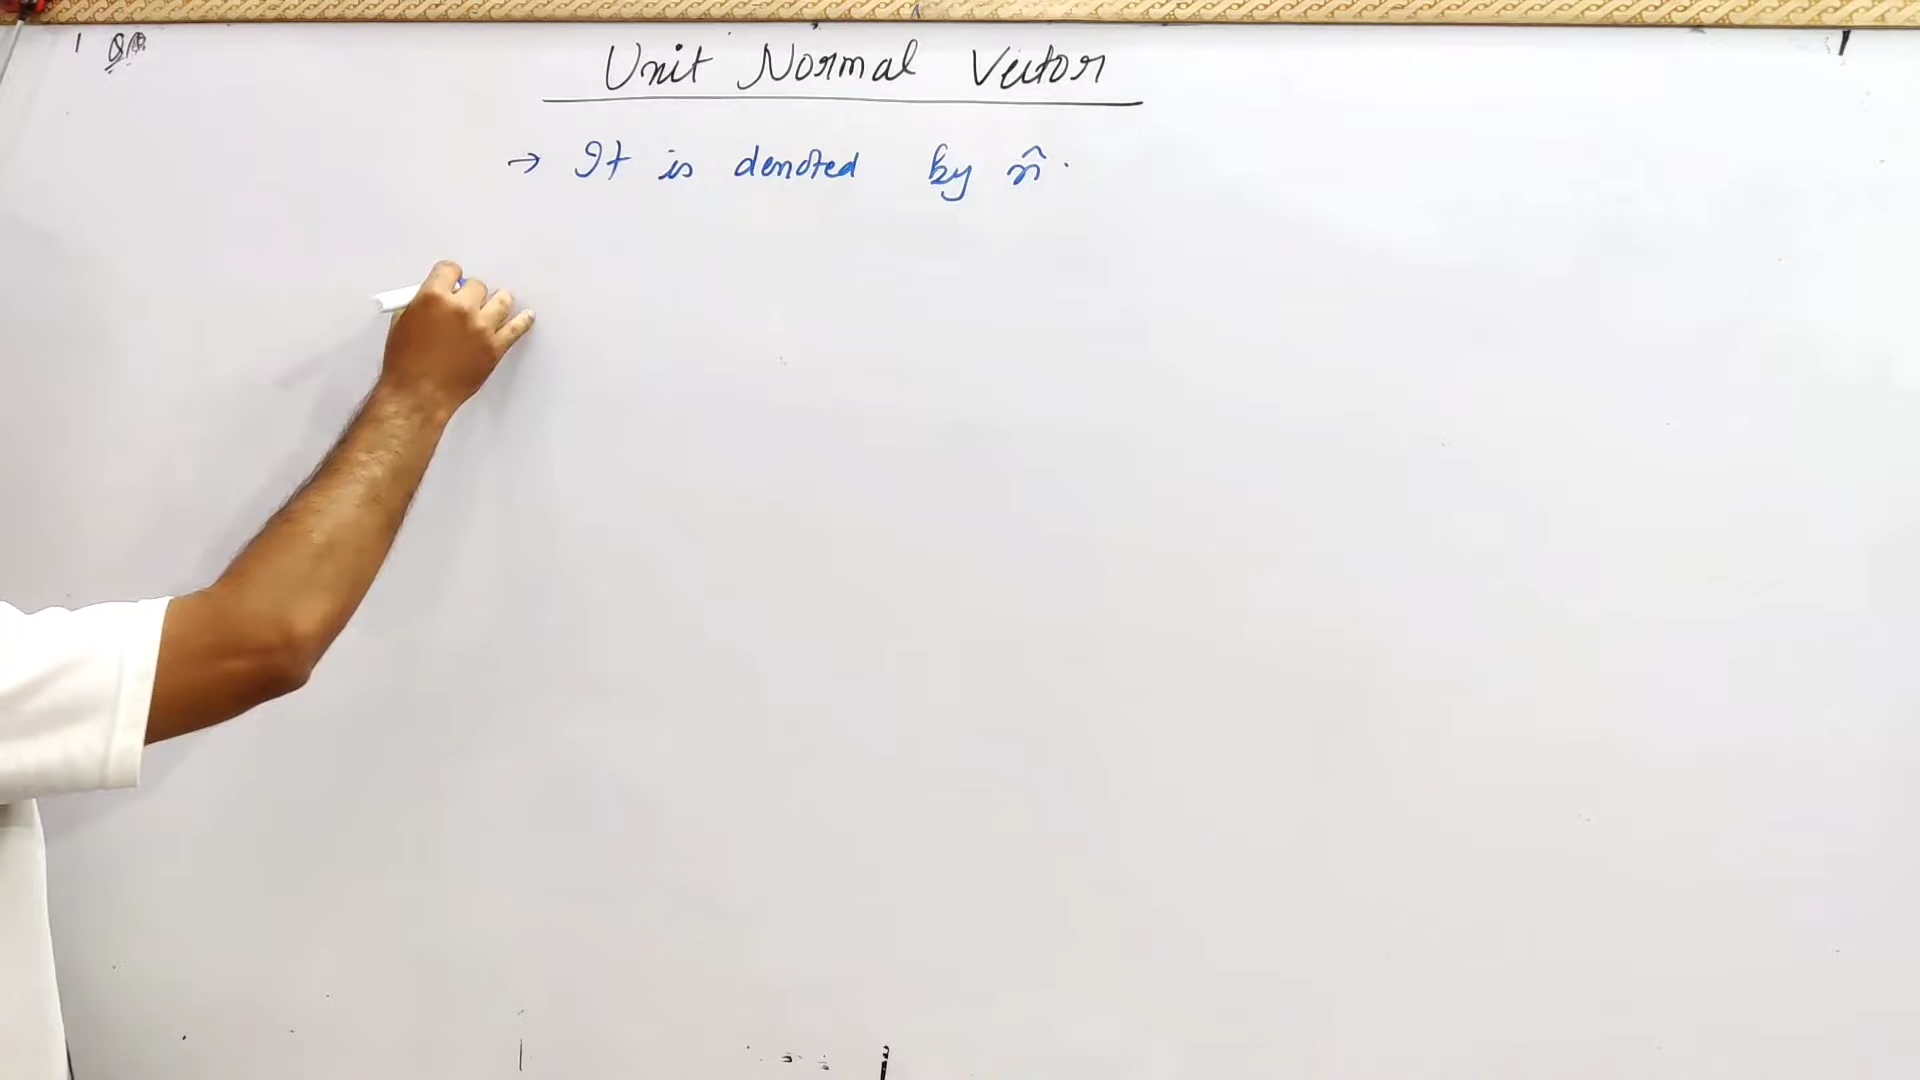 Unit Normal Vector
→ It is denoted by n̂.